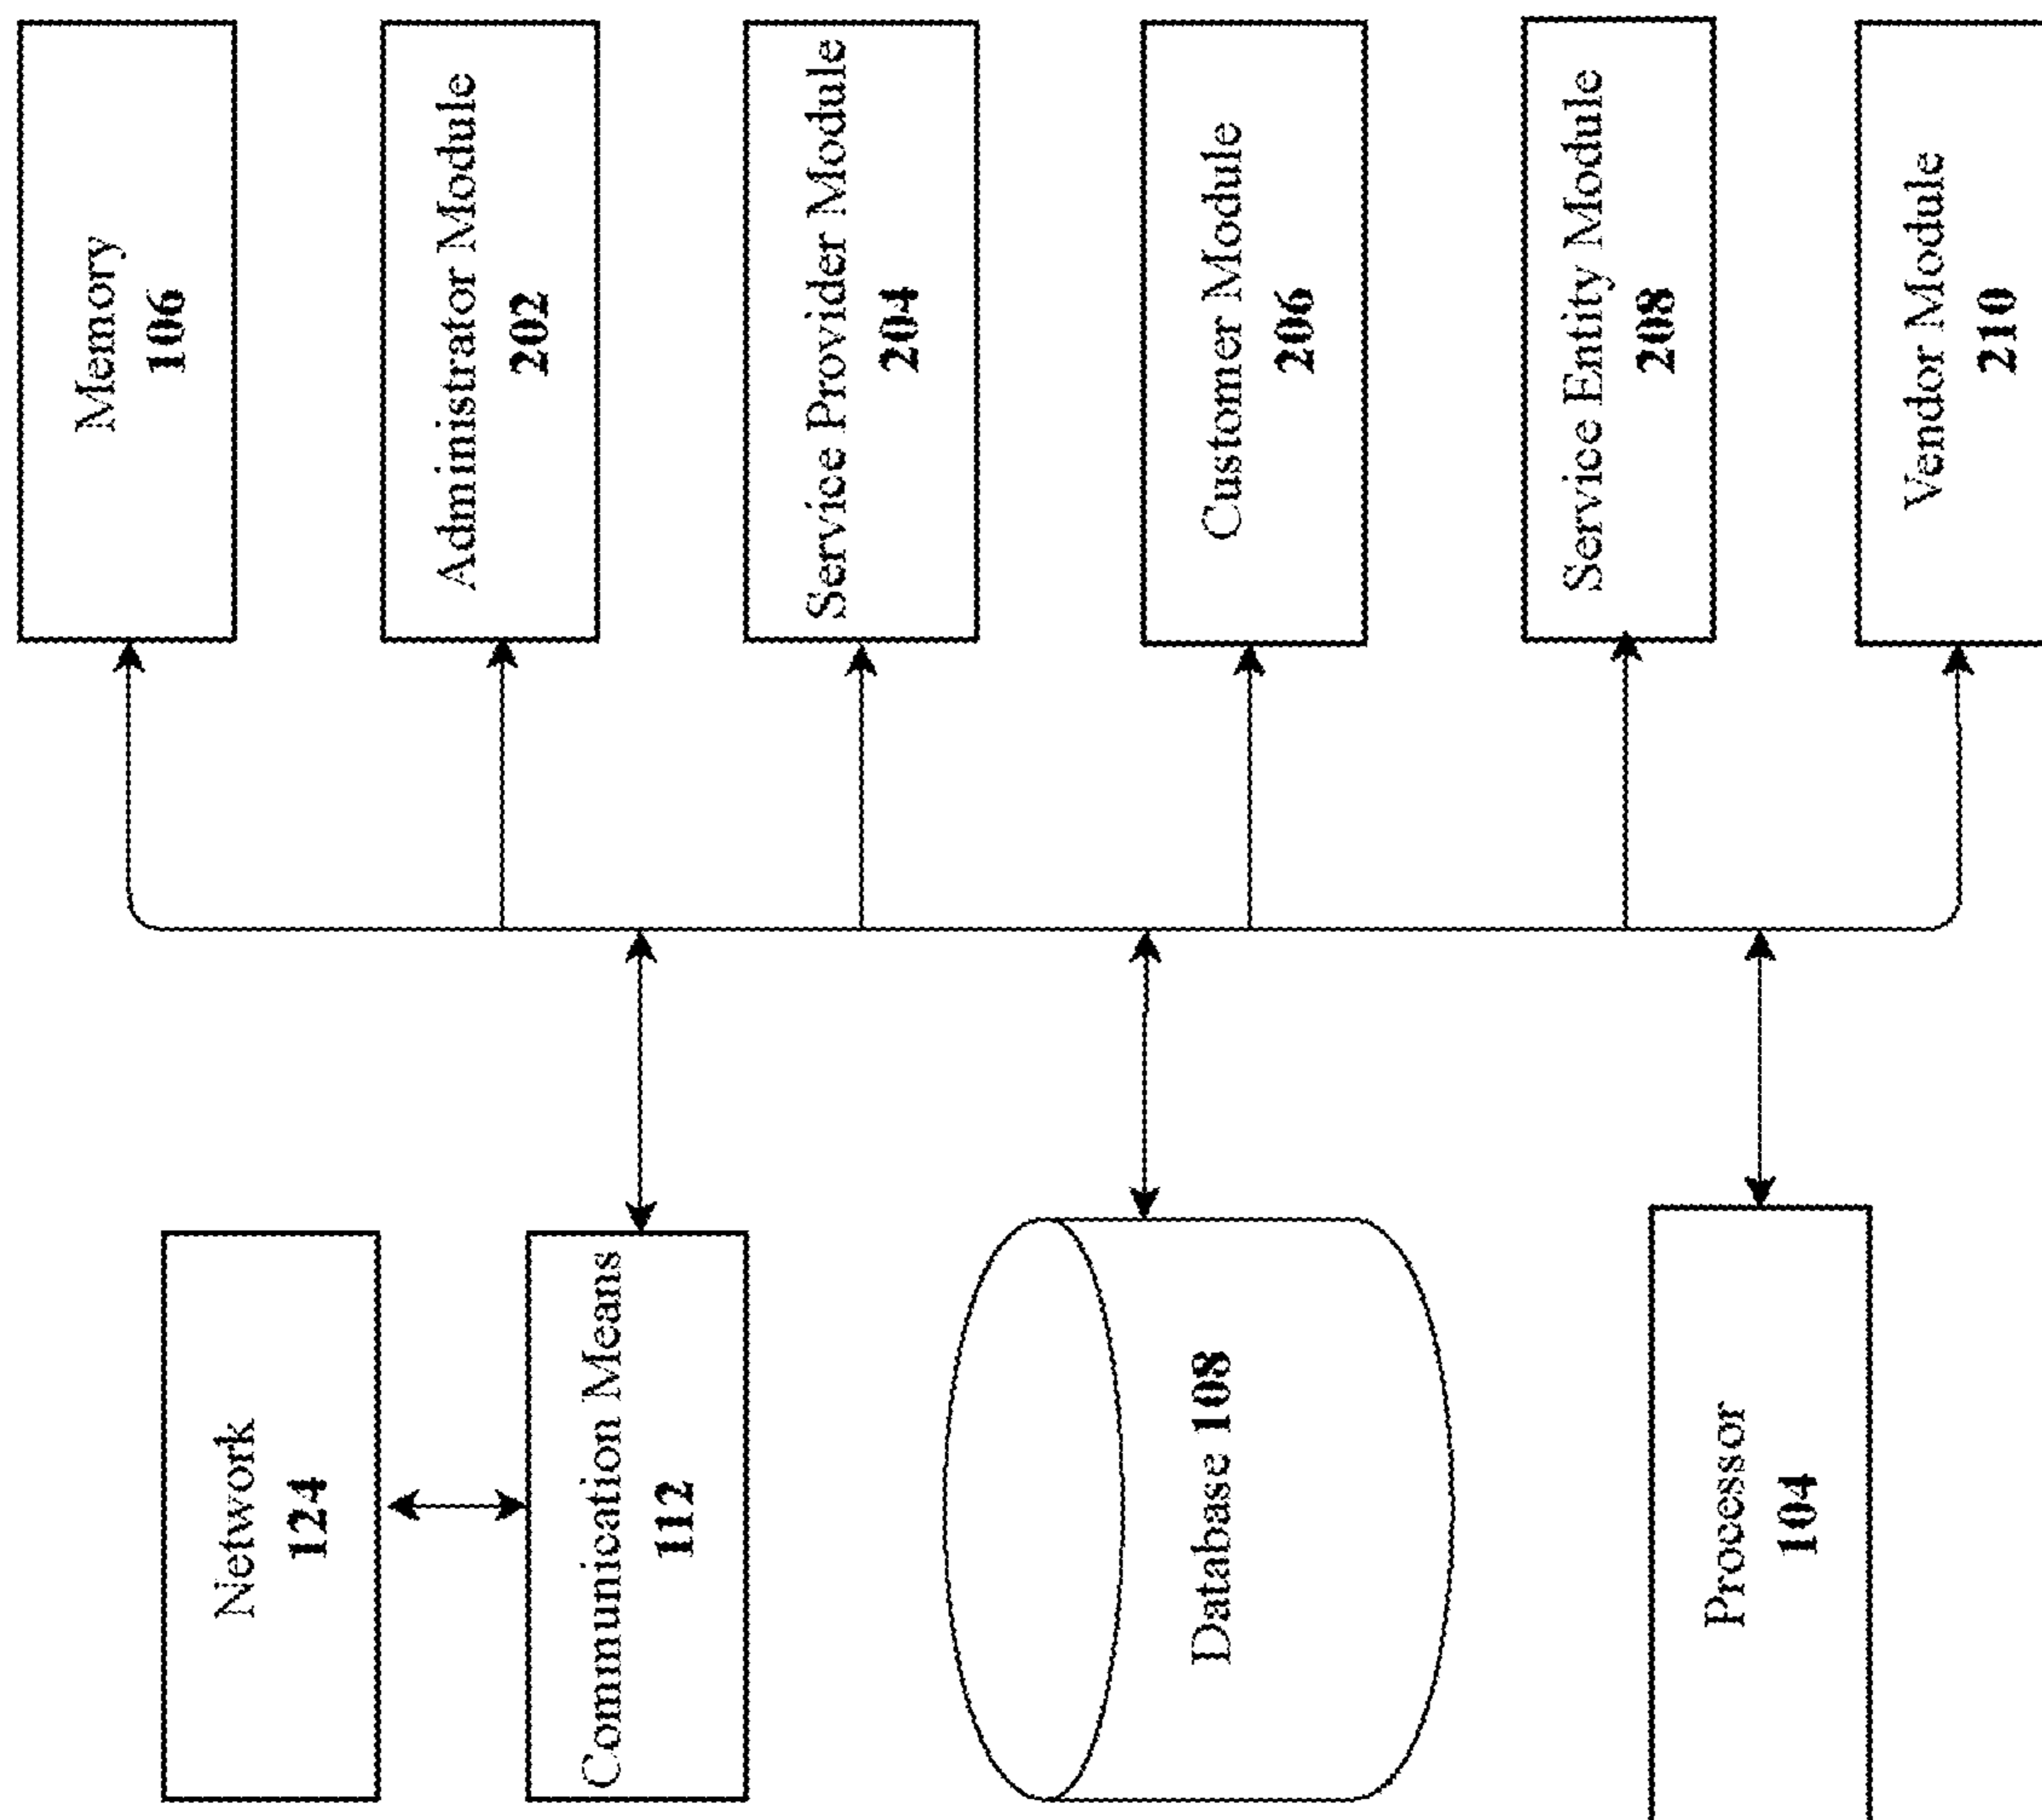 Memory
106
Administrator Module
202
Service Provider Module
204
Customer Module
206
Service Entity Module
208
Vendor Module
210
Network
124
Communication Means
112
Database 108
Processor
104